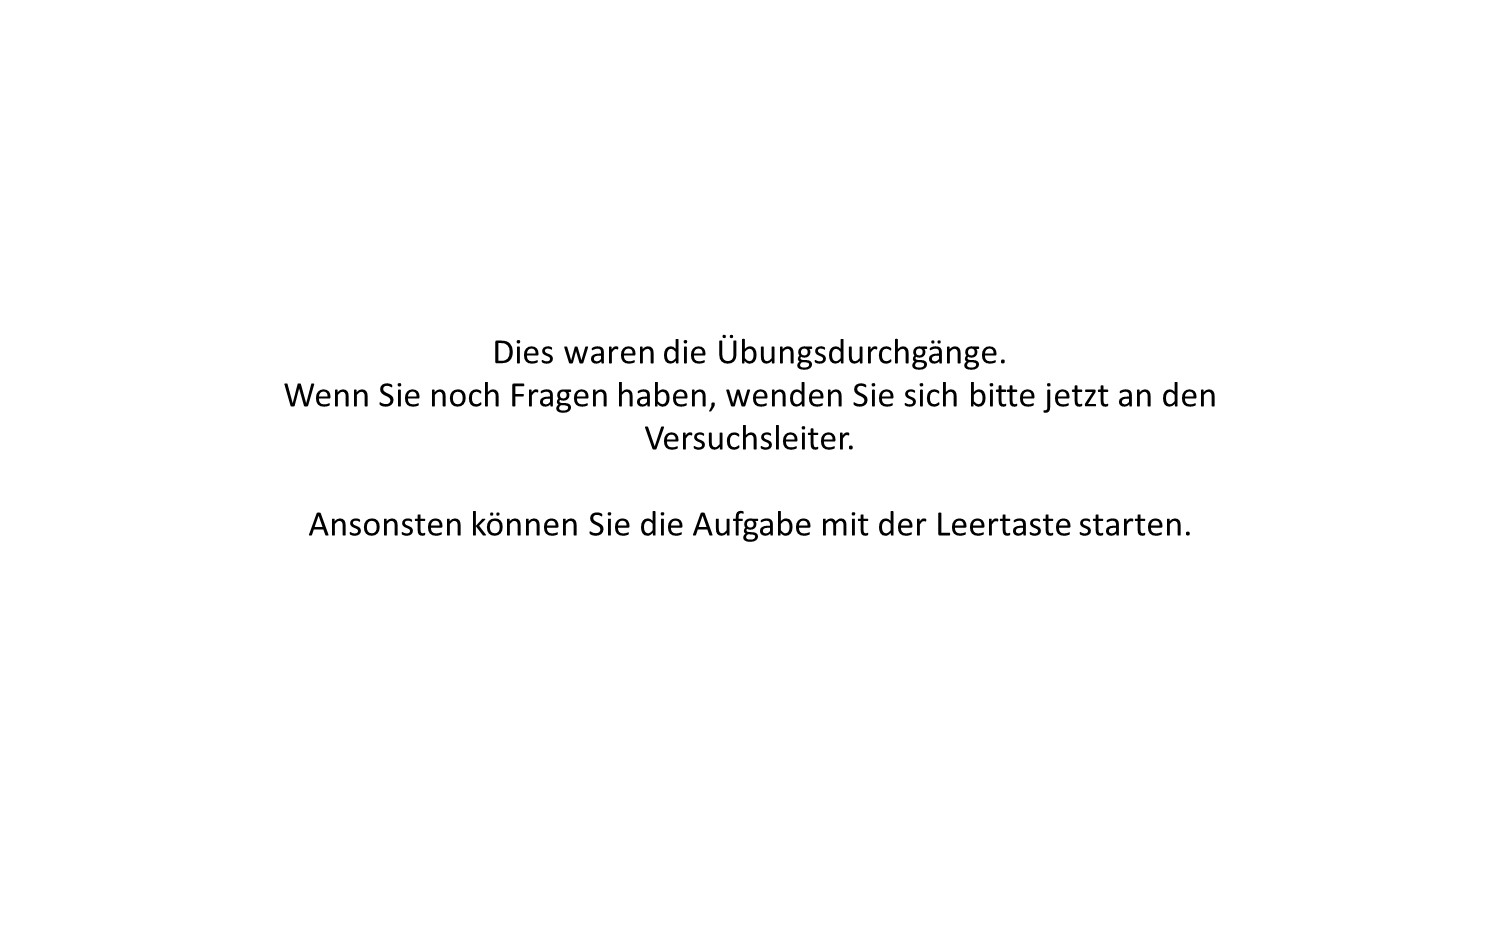 Dies waren die Übungsdurchgänge.
Wenn Sie noch Fragen haben, wenden Sie sich bitte jetzt an den
Versuchsleiter.
Ansonsten können Sie die Aufgabe mit der Leertaste starten.